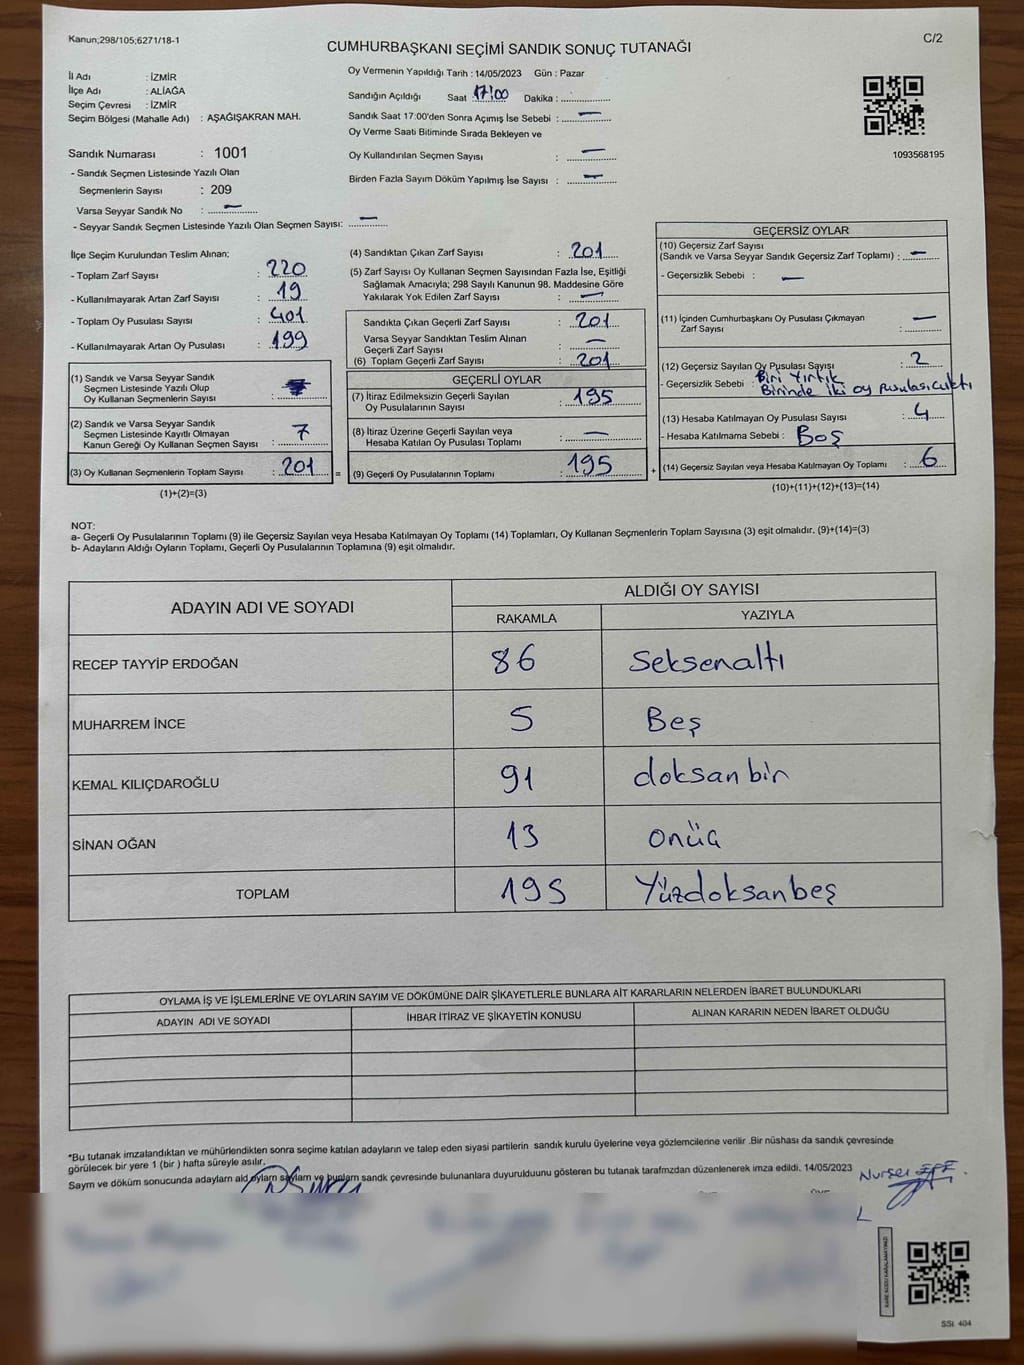 Kanun;298/105;6271/18-1
C/2
CUMHURBAŞKANI SEÇİMİ SANDIK SONUÇ TUTANAĞI
İl Adı : İZMİR
İlçe Adı : ALİAĞA
Seçim Çevresi : İZMİR
Seçim Bölgesi (Mahalle Adı) : AŞAĞIŞAKRAN MAH.
Sandık Numarası : 1001
- Sandık Seçmen Listesinde Yazılı Olan
Seçmenlerin Sayısı : 209
Varsa Seyyar Sandık No : —
- Seyyar Sandık Seçmen Listesinde Yazılı Olan Seçmen Sayısı: —
Oy Vermenin Yapıldığı Tarih : 14/05/2023 Gün : Pazar
Sandığın Açıldığı Saat 17:00 Dakika : ................
Sandık Saat 17:00'den Sonra Açımış İse Sebebi : —
Oy Verme Saati Bitiminde Sırada Bekleyen ve
Oy Kullandırılan Seçmen Sayısı : —
Birden Fazla Sayım Döküm Yapılmış İse Sayısı : —
1093568195
İlçe Seçim Kurulundan Teslim Alınan;
- Toplam Zarf Sayısı : 220
- Kullanılmayarak Artan Zarf Sayısı : 19
- Toplam Oy Pusulası Sayısı : 401
- Kullanılmayarak Artan Oy Pusulası : 199
(1) Sandık ve Varsa Seyyar Sandık
Seçmen Listesinde Yazılı Olup
Oy Kullanan Seçmenlerin Sayısı :
(2) Sandık ve Varsa Seyyar Sandık
Seçmen Listesinde Kayıtlı Olmayan
Kanun Gereği Oy Kullanan Seçmen Sayısı : 7
(3) Oy Kullanan Seçmenlerin Toplam Sayısı : 201
(1)+(2)=(3)
(4) Sandıktan Çıkan Zarf Sayısı : 201
(5) Zarf Sayısı Oy Kullanan Seçmen Sayısından Fazla İse, Eşitliği
Sağlamak Amacıyla; 298 Sayılı Kanunun 98. Maddesine Göre
Yakılarak Yok Edilen Zarf Sayısı : —
Sandıkta Çıkan Geçerli Zarf Sayısı : 201
Varsa Seyyar Sandıktan Teslim Alınan
Geçerli Zarf Sayısı : —
(6) Toplam Geçerli Zarf Sayısı : 201
GEÇERLİ OYLAR
(7) İtiraz Edilmeksizin Geçerli Sayılan : 195
Oy Pusulalarının Sayısı
(8) İtiraz Üzerine Geçerli Sayılan veya
Hesaba Katılan Oy Pusulası Toplamı : —
= (9) Geçerli Oy Pusulalarının Toplamı : 195 +
GEÇERSİZ OYLAR
(10) Geçersiz Zarf Sayısı
(Sandık ve Varsa Seyyar Sandık Geçersiz Zarf Toplamı) : —
- Geçersizlik Sebebi : —
(11) İçinden Cumhurbaşkanı Oy Pusulası Çıkmayan
Zarf Sayısı : —
(12) Geçersiz Sayılan Oy Pusulası Sayısı : 2
- Geçersizlik Sebebi : Biri Yırtık
Birinde iki oy pusulası çıktı
(13) Hesaba Katılmayan Oy Pusulası Sayısı : 4
- Hesaba Katılmama Sebebi : Boş
(14) Geçersiz Sayılan veya Hesaba Katılmayan Oy Toplamı : 6
(10)+(11)+(12)+(13)=(14)
NOT:
a- Geçerli Oy Pusulalarının Toplamı (9) ile Geçersiz Sayılan veya Hesaba Katılmayan Oy Toplamı (14) Toplamları, Oy Kullanan Seçmenlerin Toplam Sayısına (3) eşit olmalıdır. (9)+(14)=(3)
b- Adayların Aldığı Oyların Toplamı, Geçerli Oy Pusulalarının Toplamına (9) eşit olmalıdır.
ADAYIN ADI VE SOYADI
ALDIĞI OY SAYISI
RAKAMLA YAZIYLA
RECEP TAYYİP ERDOĞAN 86 Seksenaltı
MUHARREM İNCE 5 Beş
KEMAL KILIÇDAROĞLU 91 doksanbir
SİNAN OĞAN 13 onüç
TOPLAM 195 Yüzdoksanbeş
OYLAMA İŞ VE İŞLEMLERİNE VE OYLARIN SAYIM VE DÖKÜMÜNE DAİR ŞİKAYETLERLE BUNLARA AİT KARARLARIN NELERDEN İBARET BULUNDUKLARI
ADAYIN ADI VE SOYADI İHBAR İTİRAZ VE ŞİKAYETİN KONUSU ALINAN KARARIN NEDEN İBARET OLDUĞU
*Bu tutanak imzalandıktan ve mühürlendikten sonra seçime katılan adayların ve talep eden siyasi partilerin sandık kurulu üyelerine veya gözlemcilerine verilir .Bir nüshası da sandık çevresinde
görülecek bir yere 1 (bir ) hafta süreyle asılır.
Sayım ve döküm sonucunda adayların ald oyların sayları ve bunların sandk çevresinde bulunanlara duyurulduunu gösteren bu tutanak tarafmzdan düzenlenerek imza edildi. 14/05/2023
Nursel
KARE KODU KARALAMAYINIZ!
SSI: 404